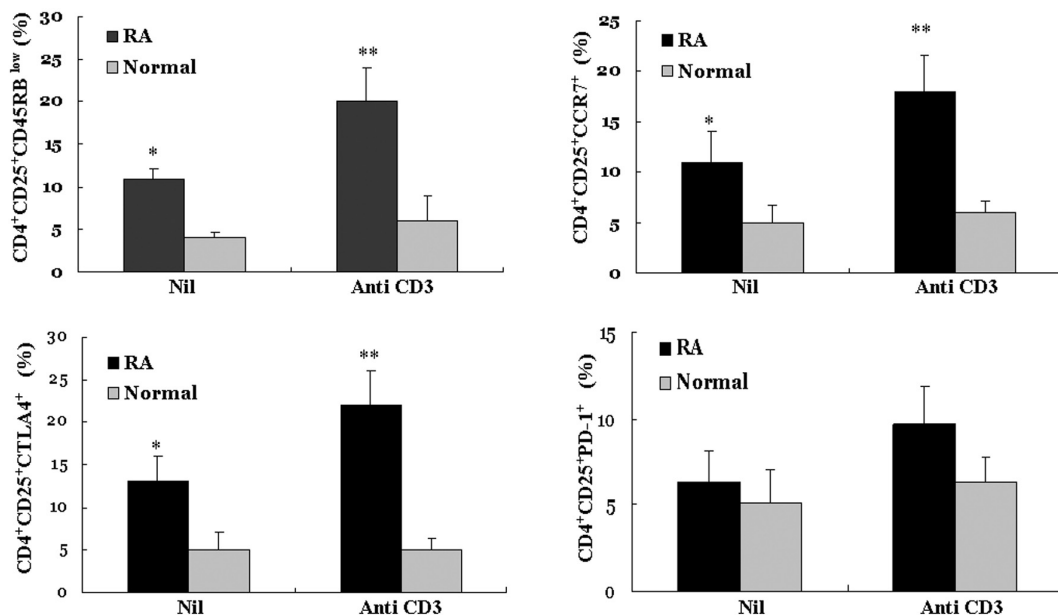 CD4⁺CD25⁺CD45RB low (%)
30
25
20
15
10
5
0
RA
Normal
*
**
Nil
Anti CD3
CD4⁺CD25⁺CCR7⁺ (%)
25
20
15
10
5
0
RA
Normal
*
**
Nil
Anti CD3
CD4⁺CD25⁺CTLA4⁺ (%)
30
25
20
15
10
5
0
RA
Normal
*
**
Nil
Anti CD3
CD4⁺CD25⁺PD-1⁺ (%)
15
10
5
0
RA
Normal
Nil
Anti CD3